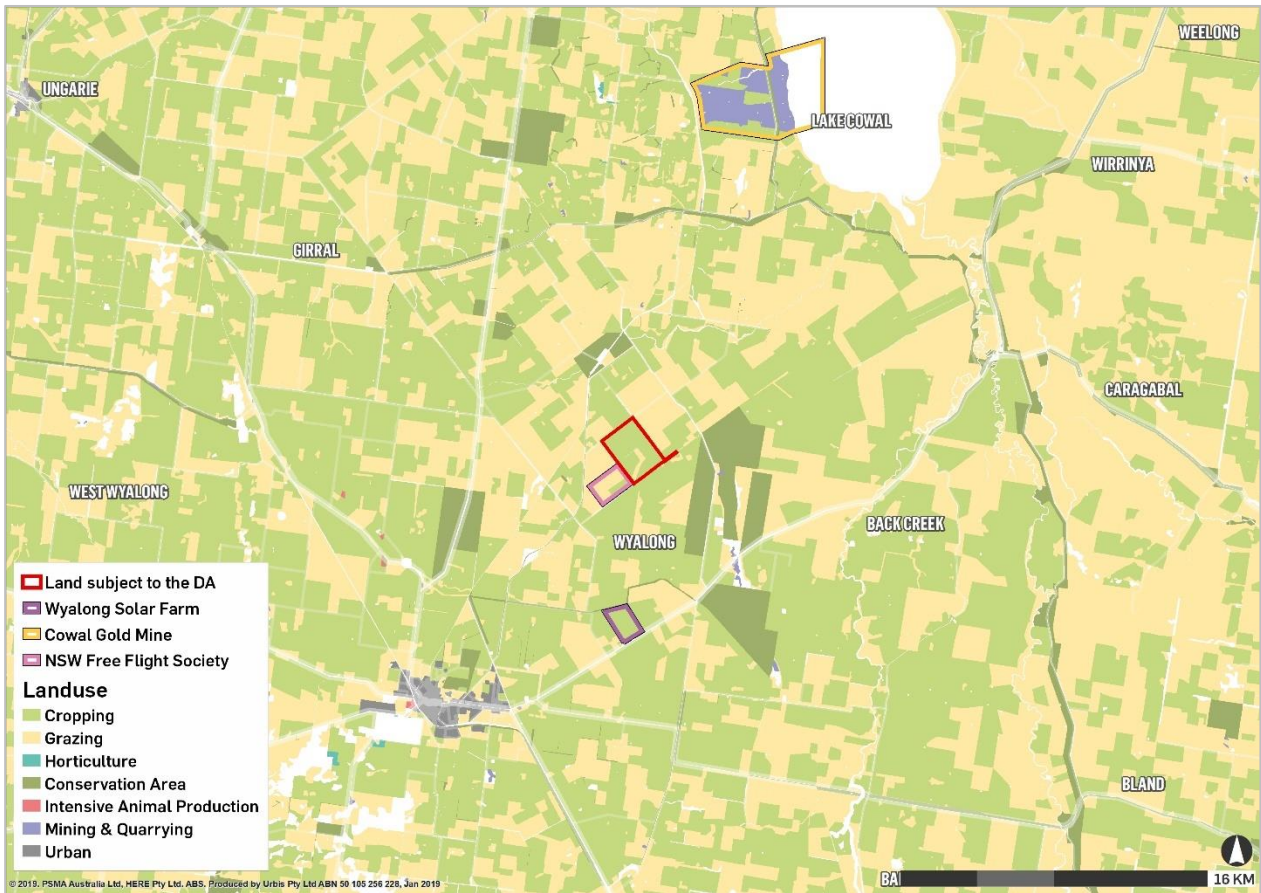 WEELONG
UNGARIE
LAKE COWAL
WIRRINYA
GIRRAL
CARAGABAL
WEST WYALONG
BACK CREEK
WYALONG
Land subject to the DA
Wyalong Solar Farm
Cowal Gold Mine
NSW Free Flight Society
Landuse
Cropping
Grazing
Horticulture
Conservation Area
Intensive Animal Production
Mining & Quarrying
Urban
BLAND
BA
16 KM
© 2019. PSMA Australia Ltd, HERE Pty Ltd. ABS. Produced by Urbis Pty Ltd ABN 50 105 256 228, Jan 2019